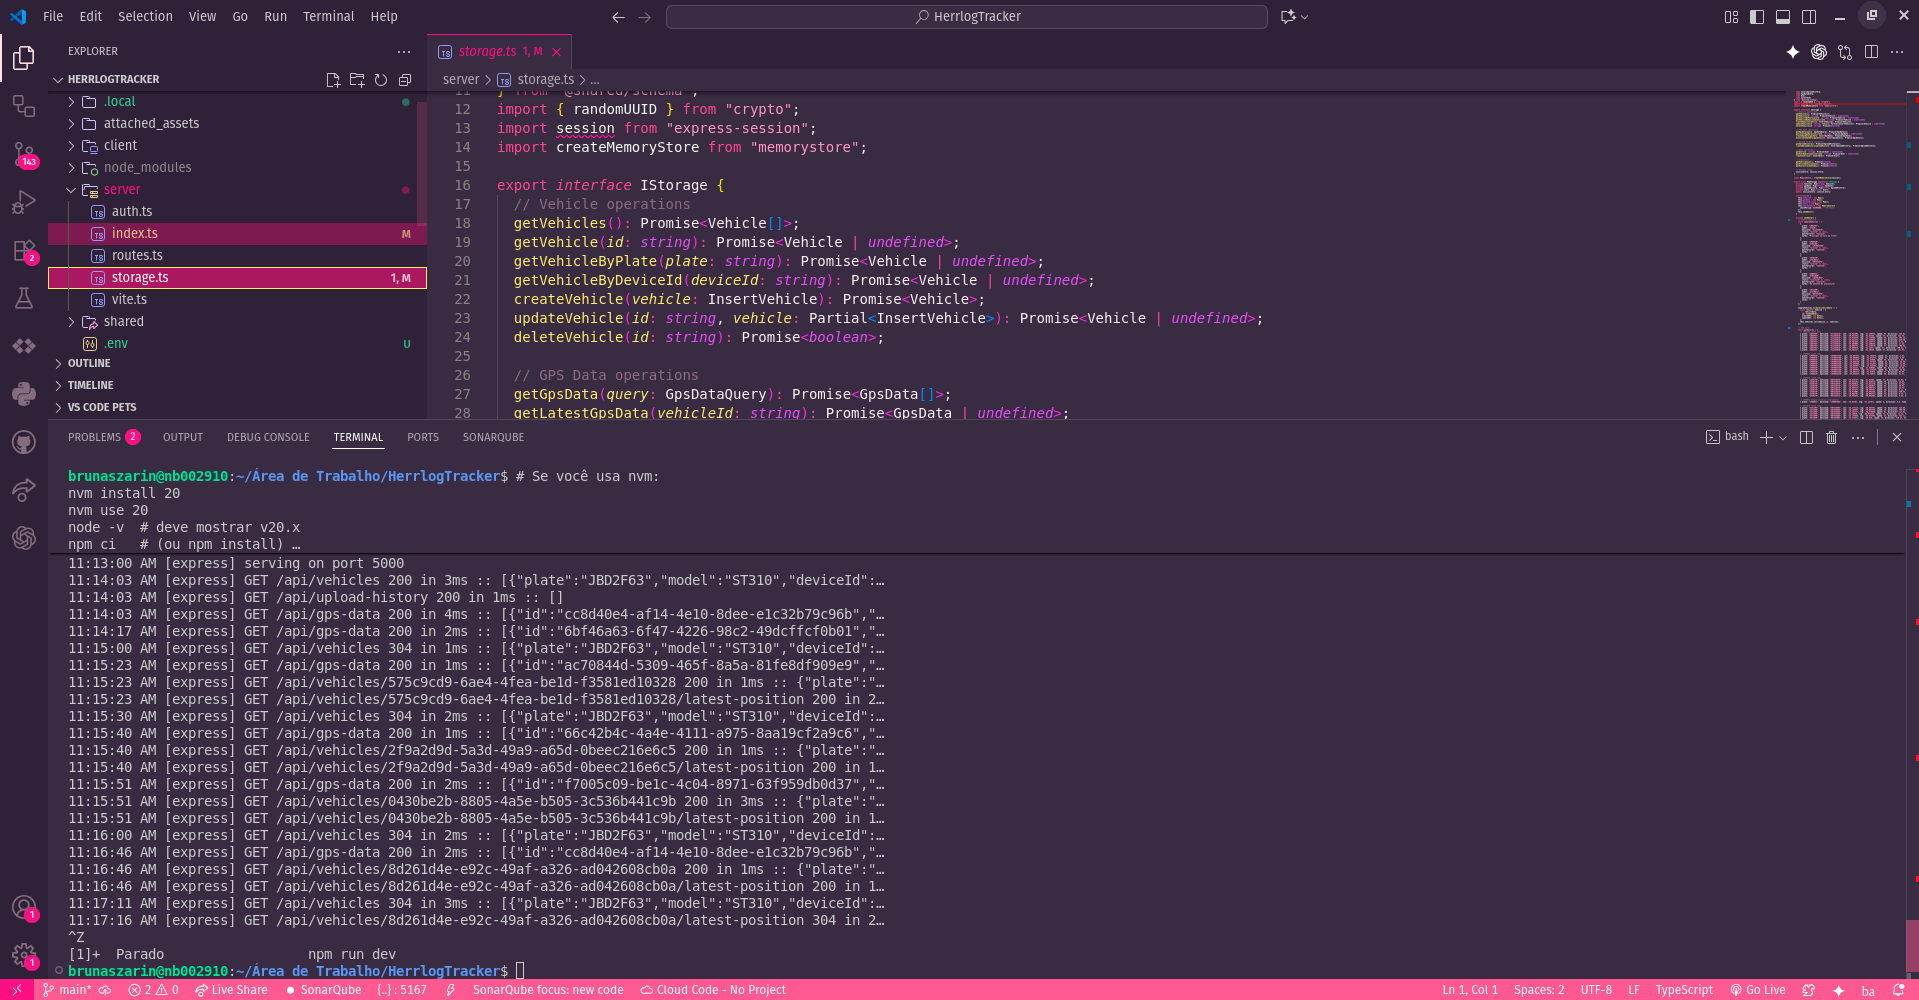 File Edit Selection View Go Run Terminal Help
HerrlogTracker
EXPLORER
HERRLOGTRACKER
.local
attached_assets
client
node_modules
server
auth.ts
index.ts M
routes.ts
storage.ts 1, M
vite.ts
shared
.env U
OUTLINE
TIMELINE
VS CODE PETS
143
2
1
1
storage.ts 1, M
server > storage.ts > ...
11 } from "@shared/schema";
12 import { randomUUID } from "crypto";
13 import session from "express-session";
14 import createMemoryStore from "memorystore";
15
16 export interface IStorage {
17 // Vehicle operations
18 getVehicles(): Promise<Vehicle[]>;
19 getVehicle(id: string): Promise<Vehicle | undefined>;
20 getVehicleByPlate(plate: string): Promise<Vehicle | undefined>;
21 getVehicleByDeviceId(deviceId: string): Promise<Vehicle | undefined>;
22 createVehicle(vehicle: InsertVehicle): Promise<Vehicle>;
23 updateVehicle(id: string, vehicle: Partial<InsertVehicle>): Promise<Vehicle | undefined>;
24 deleteVehicle(id: string): Promise<boolean>;
25
26 // GPS Data operations
27 getGpsData(query: GpsDataQuery): Promise<GpsData[]>;
28 getLatestGpsData(vehicleId: string): Promise<GpsData | undefined>;
PROBLEMS 2 OUTPUT DEBUG CONSOLE TERMINAL PORTS SONARQUBE
bash
brunaszarin@nb002910:~/Área de Trabalho/HerrlogTracker$ # Se você usa nvm:
nvm install 20
nvm use 20
node -v # deve mostrar v20.x
npm ci # (ou npm install) …
11:13:00 AM [express] serving on port 5000
11:14:03 AM [express] GET /api/vehicles 200 in 3ms :: [{"plate":"JBD2F63","model":"ST310","deviceId":…
11:14:03 AM [express] GET /api/upload-history 200 in 1ms :: []
11:14:03 AM [express] GET /api/gps-data 200 in 4ms :: [{"id":"cc8d40e4-af14-4e10-8dee-e1c32b79c96b","…
11:14:17 AM [express] GET /api/gps-data 200 in 2ms :: [{"id":"6bf46a63-6f47-4226-98c2-49dcffcf0b01","…
11:15:00 AM [express] GET /api/vehicles 304 in 1ms :: [{"plate":"JBD2F63","model":"ST310","deviceId":…
11:15:23 AM [express] GET /api/gps-data 200 in 1ms :: [{"id":"ac70844d-5309-465f-8a5a-81fe8df909e9","…
11:15:23 AM [express] GET /api/vehicles/575c9cd9-6ae4-4fea-be1d-f3581ed10328 200 in 1ms :: {"plate":"…
11:15:23 AM [express] GET /api/vehicles/575c9cd9-6ae4-4fea-be1d-f3581ed10328/latest-position 200 in 2…
11:15:30 AM [express] GET /api/vehicles 304 in 2ms :: [{"plate":"JBD2F63","model":"ST310","deviceId":…
11:15:40 AM [express] GET /api/gps-data 200 in 1ms :: [{"id":"66c42b4c-4a4e-4111-a975-8aa19cf2a9c6","…
11:15:40 AM [express] GET /api/vehicles/2f9a2d9d-5a3d-49a9-a65d-0beec216e6c5 200 in 1ms :: {"plate":"…
11:15:40 AM [express] GET /api/vehicles/2f9a2d9d-5a3d-49a9-a65d-0beec216e6c5/latest-position 200 in 1…
11:15:51 AM [express] GET /api/gps-data 200 in 2ms :: [{"id":"f7005c09-be1c-4c04-8971-63f959db0d37","…
11:15:51 AM [express] GET /api/vehicles/0430be2b-8805-4a5e-b505-3c536b441c9b 200 in 3ms :: {"plate":"…
11:15:51 AM [express] GET /api/vehicles/0430be2b-8805-4a5e-b505-3c536b441c9b/latest-position 200 in 1…
11:16:00 AM [express] GET /api/vehicles 304 in 2ms :: [{"plate":"JBD2F63","model":"ST310","deviceId":…
11:16:46 AM [express] GET /api/gps-data 200 in 2ms :: [{"id":"cc8d40e4-af14-4e10-8dee-e1c32b79c96b","…
11:16:46 AM [express] GET /api/vehicles/8d261d4e-e92c-49af-a326-ad042608cb0a 200 in 1ms :: {"plate":"…
11:16:46 AM [express] GET /api/vehicles/8d261d4e-e92c-49af-a326-ad042608cb0a/latest-position 200 in 1…
11:17:11 AM [express] GET /api/vehicles 304 in 3ms :: [{"plate":"JBD2F63","model":"ST310","deviceId":…
11:17:16 AM [express] GET /api/vehicles/8d261d4e-e92c-49af-a326-ad042608cb0a/latest-position 304 in 2…
^Z
[1]+ Parado npm run dev
brunaszarin@nb002910:~/Área de Trabalho/HerrlogTracker$
main* 2 0 Live Share SonarQube {..} : 5167 SonarQube focus: new code Cloud Code - No Project Ln 1, Col 1 Spaces: 2 UTF-8 LF TypeScript Go Live ba